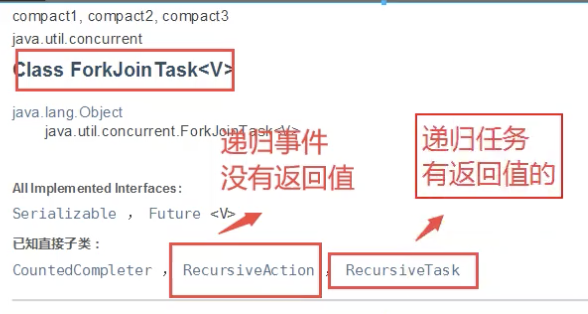 compact1, compact2, compact3
java.util.concurrent
Class ForkJoinTask<V>
java.lang.Object
java.util.concurrent.ForkJoinTask<V>
递归事件
没有返回值
递归任务
有返回值的
All Implemented Interfaces:
Serializable ， Future <V>
已知直接子类：
CountedCompleter ， RecursiveAction ， RecursiveTask